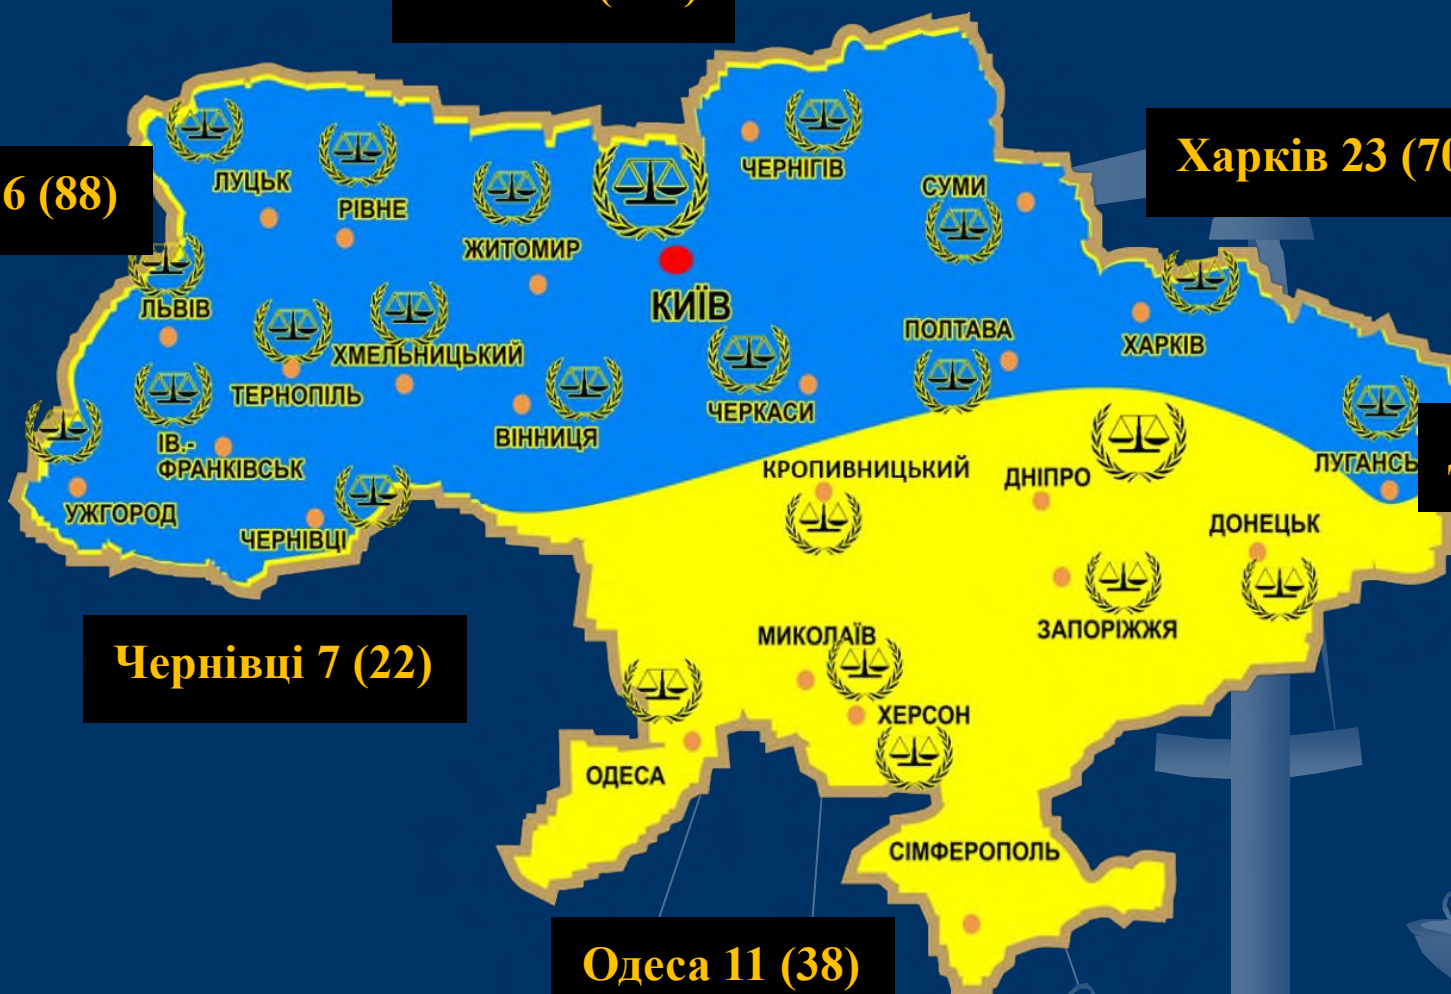 ЧЕРНІГІВ
Харків 23 (70
СУМИ
ЛУЦЬК
6 (88)
РІВНЕ
ЖИТОМИР
КИЇВ
ЛЬВІВ
ПОЛТАВА
ХАРКІВ
ХМЕЛЬНИЦЬКИЙ
ТЕРНОПІЛЬ
ЧЕРКАСИ
ВІННИЦЯ
ІВ.-
ФРАНКІВСЬК
КРОПИВНИЦЬКИЙ
ДНІПРО
ЛУГАНСЬ
УЖГОРОД
ЧЕРНІВЦІ
ДОНЕЦЬК
ЗАПОРІЖЖЯ
МИКОЛАЇВ
Чернівці 7 (22)
ХЕРСОН
ОДЕСА
СІМФЕРОПОЛЬ
Одеса 11 (38)